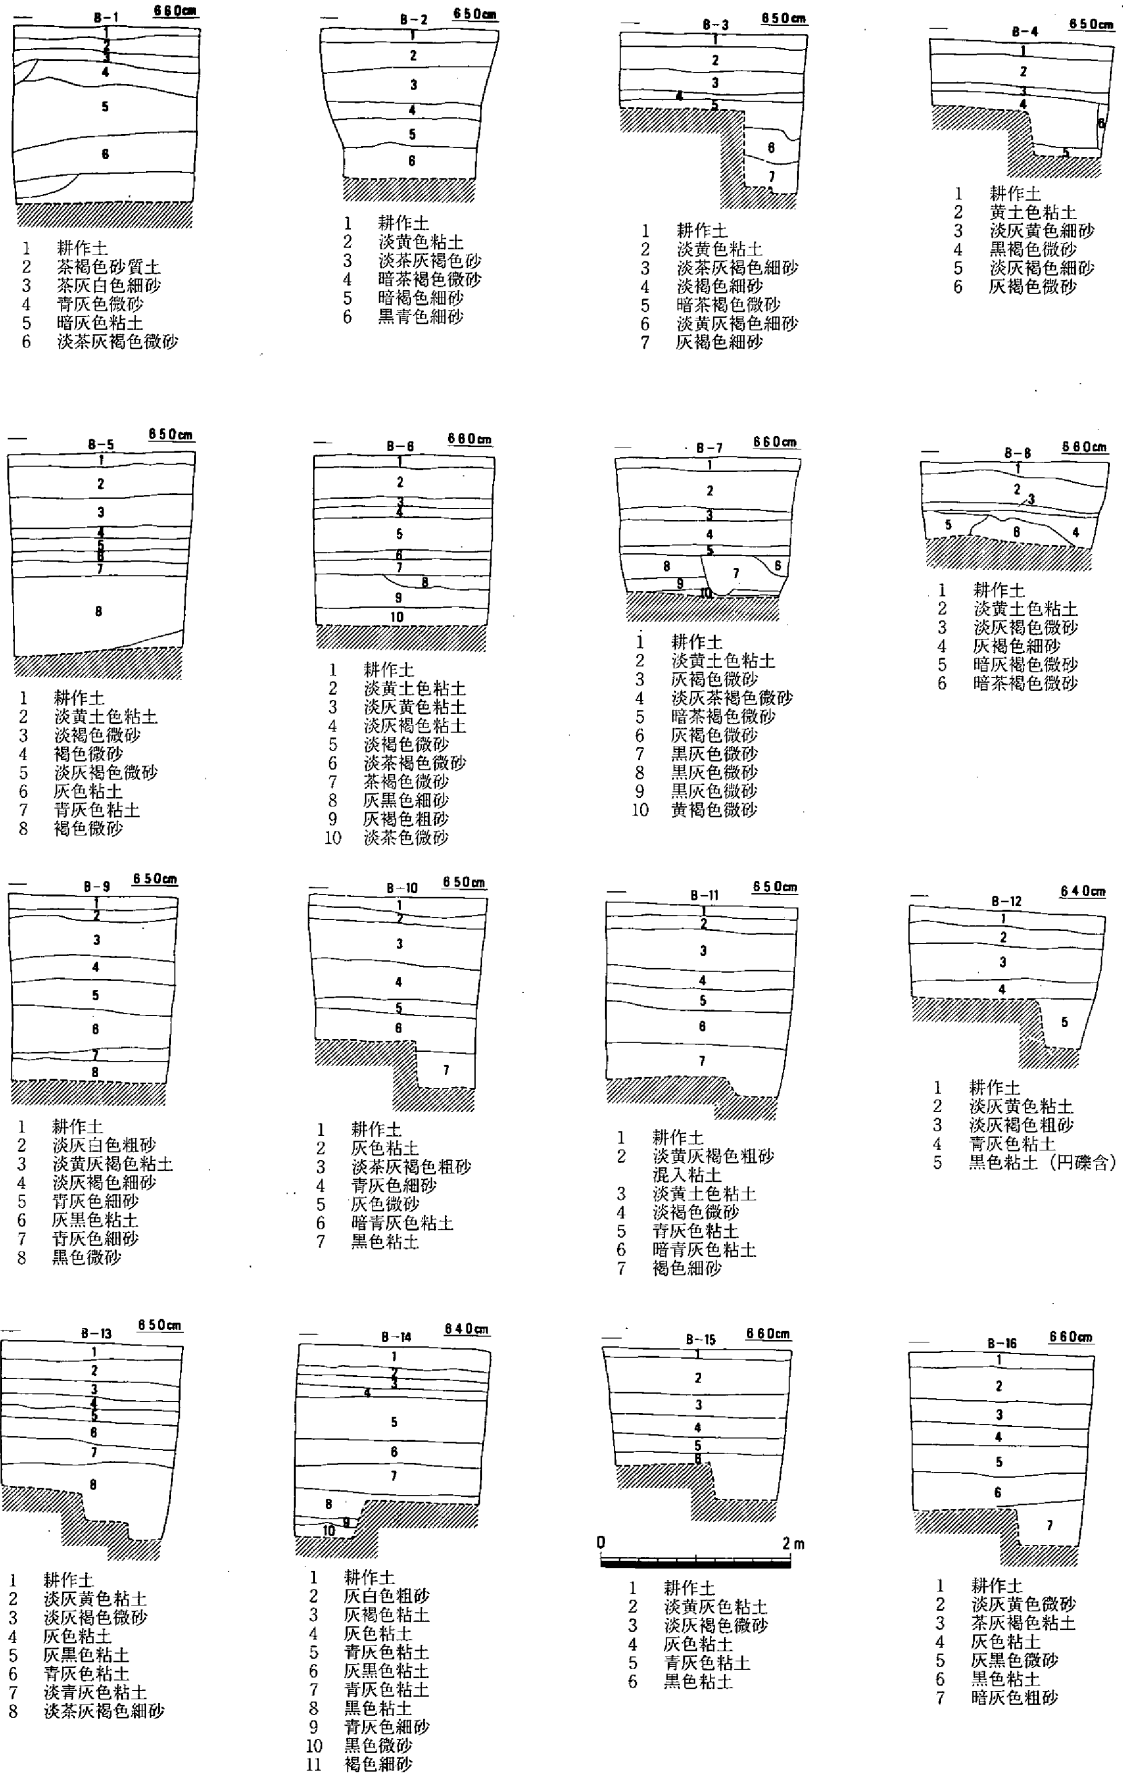 B-1 660cm
1 2 3 4 5 6
1 耕作土
2 茶褐色砂質土
3 茶灰白色細砂
4 青灰色微砂
5 暗灰色粘土
6 淡茶灰褐色微砂
B-2 650cm
1 2 3 4 5 6
1 耕作土
2 淡黄色粘土
3 淡茶灰褐色砂
4 暗茶褐色微砂
5 暗褐色細砂
6 黒青色細砂
B-3 650cm
1 2 3 4 5 6 7
1 耕作土
2 淡黄色粘土
3 淡茶灰褐色細砂
4 淡褐色細砂
5 暗茶褐色微砂
6 淡黄灰褐色細砂
7 灰褐色細砂
B-4 650cm
1 2 3 4 5 6
1 耕作土
2 黄土色粘土
3 淡灰黄色細砂
4 黒褐色微砂
5 淡灰褐色細砂
6 灰褐色微砂
B-5 650cm
1 2 3 4 5 6 7 8
1 耕作土
2 淡黄土色粘土
3 淡褐色微砂
4 褐色微砂
5 淡灰褐色微砂
6 灰色粘土
7 青灰色粘土
8 褐色微砂
B-6 660cm
1 2 3 4 5 6 7 8 9 10
1 耕作土
2 淡黄土色粘土
3 淡灰黄色粘土
4 淡灰褐色粘土
5 淡褐色微砂
6 淡茶褐色微砂
7 茶褐色微砂
8 灰黒色細砂
9 灰褐色粗砂
10 淡茶色微砂
B-7 660cm
1 2 3 4 5 6 7 8 9 10
1 耕作土
2 淡黄土色粘土
3 灰褐色微砂
4 淡灰茶褐色微砂
5 暗茶褐色微砂
6 灰褐色微砂
7 黒灰色微砂
8 黒灰色微砂
9 黒灰色微砂
10 黄褐色微砂
B-8 660cm
1 2 3 4 5 6
1 耕作土
2 淡黄土色粘土
3 淡灰褐色微砂
4 灰褐色細砂
5 暗灰褐色微砂
6 暗茶褐色微砂
B-9 650cm
1 2 3 4 5 6 7 8
1 耕作土
2 淡灰白色粗砂
3 淡黄灰褐色粘土
4 淡灰褐色細砂
5 青灰色細砂
6 灰黒色粘土
7 青灰色細砂
8 黒色微砂
B-10 650cm
1 2 3 4 5 6 7
1 耕作土
2 灰色粘土
3 淡茶灰褐色粗砂
4 青灰色細砂
5 灰色微砂
6 暗青灰色粘土
7 黒色粘土
B-11 650cm
1 2 3 4 5 6 7
1 耕作土
2 淡黄灰褐色粗砂
混入粘土
3 淡黄土色粘土
4 淡褐色微砂
5 青灰色粘土
6 暗青灰色粘土
7 褐色細砂
B-12 640cm
1 2 3 4 5
1 耕作土
2 淡灰黄色粘土
3 淡灰褐色粗砂
4 青灰色粘土
5 黒色粘土（円礫含）
B-13 650cm
1 2 3 4 5 6 7 8
1 耕作土
2 淡灰黄色粘土
3 淡灰褐色微砂
4 灰色粘土
5 灰黒色粘土
6 青灰色粘土
7 淡青灰色粘土
8 淡茶灰褐色細砂
B-14 640cm
1 2 3 4 5 6 7 8 9 10
1 耕作土
2 灰白色粗砂
3 灰褐色粘土
4 灰色粘土
5 青灰色粘土
6 灰黒色粘土
7 青灰色粘土
8 黒色粘土
9 青灰色細砂
10 黒色微砂
11 褐色細砂
B-15 660cm
1 2 3 4 5 6
0 2m
1 耕作土
2 淡黄灰色粘土
3 淡灰褐色微砂
4 灰色粘土
5 青灰色粘土
6 黒色粘土
B-16 660cm
1 2 3 4 5 6 7
1 耕作土
2 淡灰黄色微砂
3 茶灰褐色粘土
4 灰色粘土
5 灰黒色微砂
6 黒色粘土
7 暗灰色粗砂